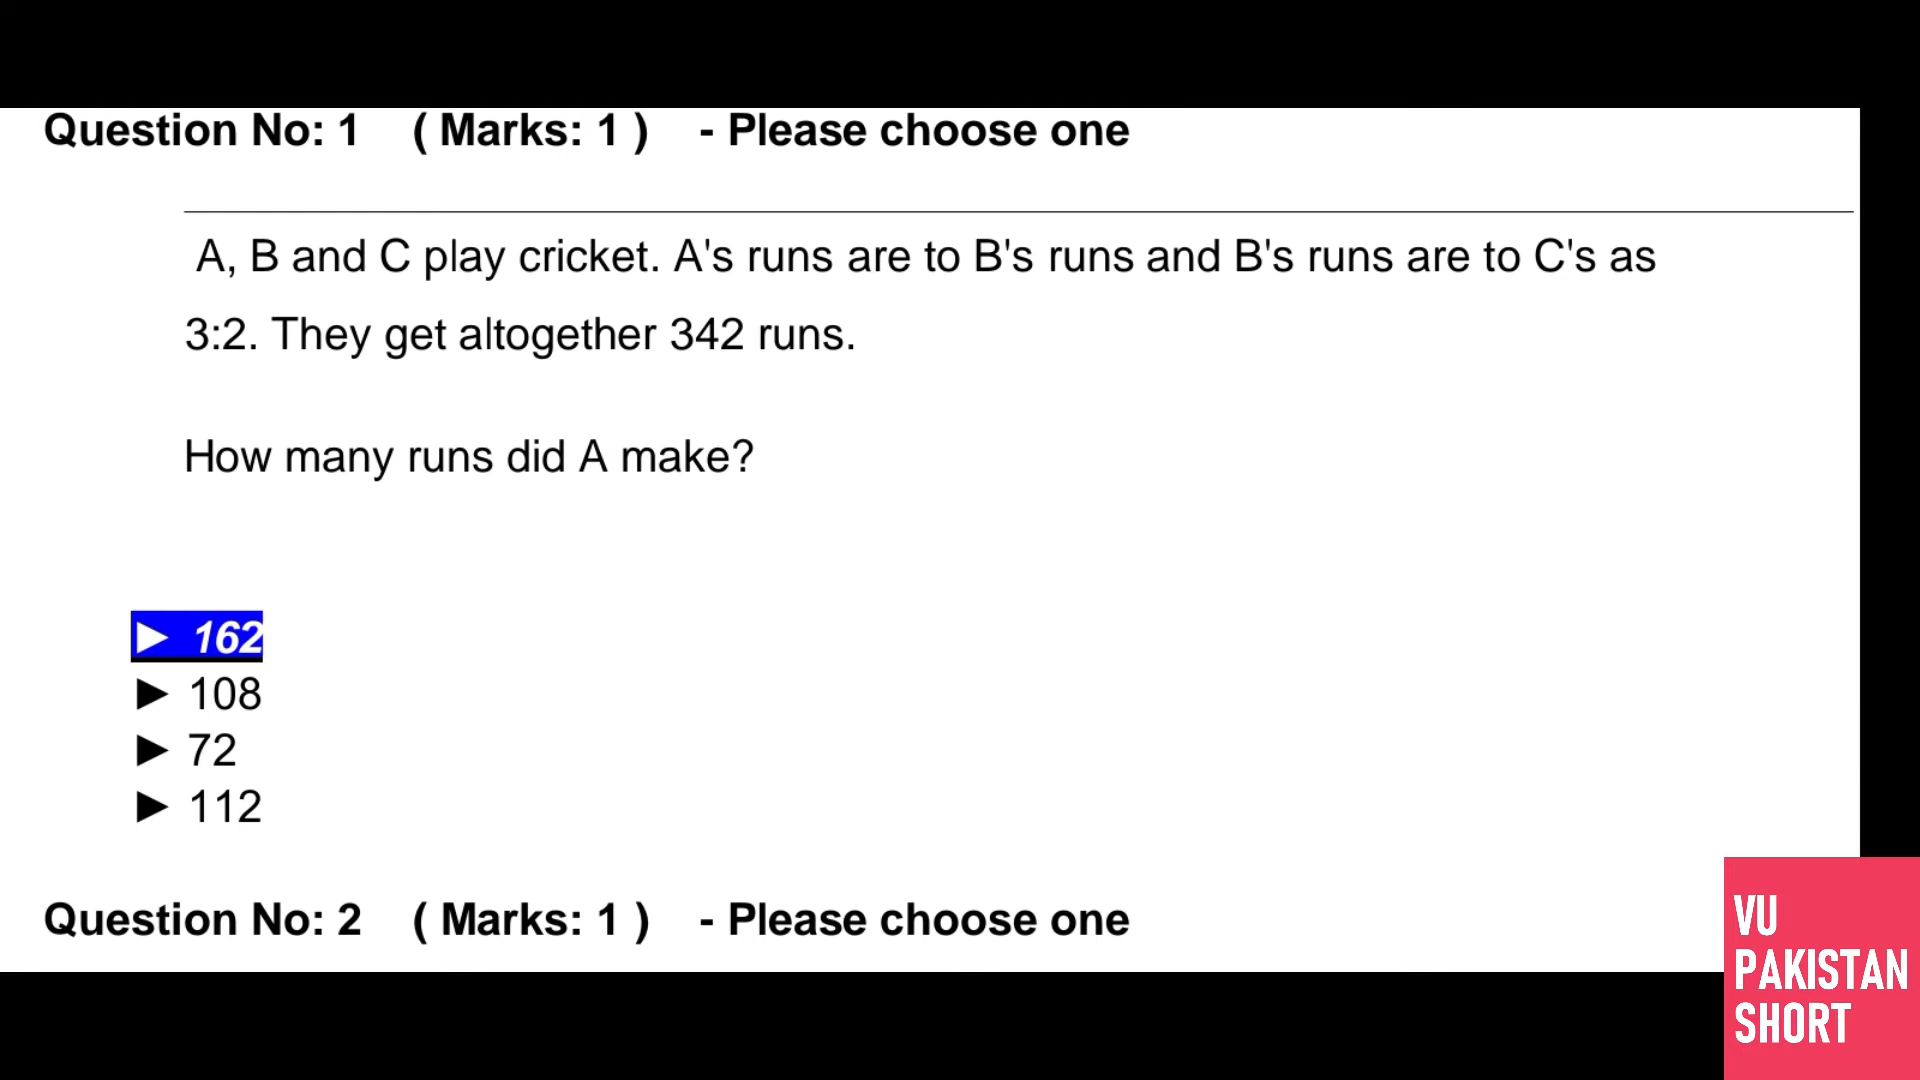 Question No: 1 ( Marks: 1 ) - Please choose one
A, B and C play cricket. A's runs are to B's runs and B's runs are to C's as
3:2. They get altogether 342 runs.
How many runs did A make?
► 162
► 108
► 72
► 112
Question No: 2 ( Marks: 1 ) - Please choose one
VU
PAKISTAN
SHORT